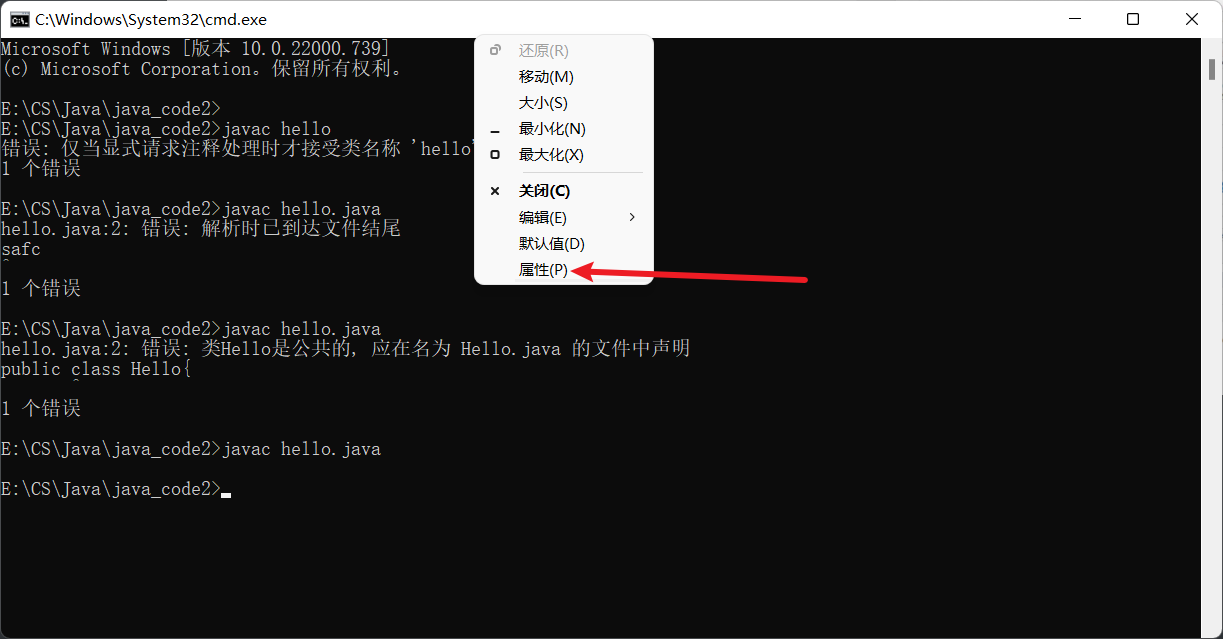 C:\Windows\System32\cmd.exe
Microsoft Windows [版本 10.0.22000.739]
(c) Microsoft Corporation。保留所有权利。
E:\CS\Java\java_code2>
E:\CS\Java\java_code2>javac hello
错误: 仅当显式请求注释处理时才接受类名称 'hello'
1 个错误
E:\CS\Java\java_code2>javac hello.java
hello.java:2: 错误: 解析时已到达文件结尾
safc
^
1 个错误
E:\CS\Java\java_code2>javac hello.java
hello.java:2: 错误: 类Hello是公共的, 应在名为 Hello.java 的文件中声明
public class Hello{
^
1 个错误
E:\CS\Java\java_code2>javac hello.java
E:\CS\Java\java_code2>
还原(R)
移动(M)
大小(S)
最小化(N)
最大化(X)
关闭(C)
编辑(E)
默认值(D)
属性(P)